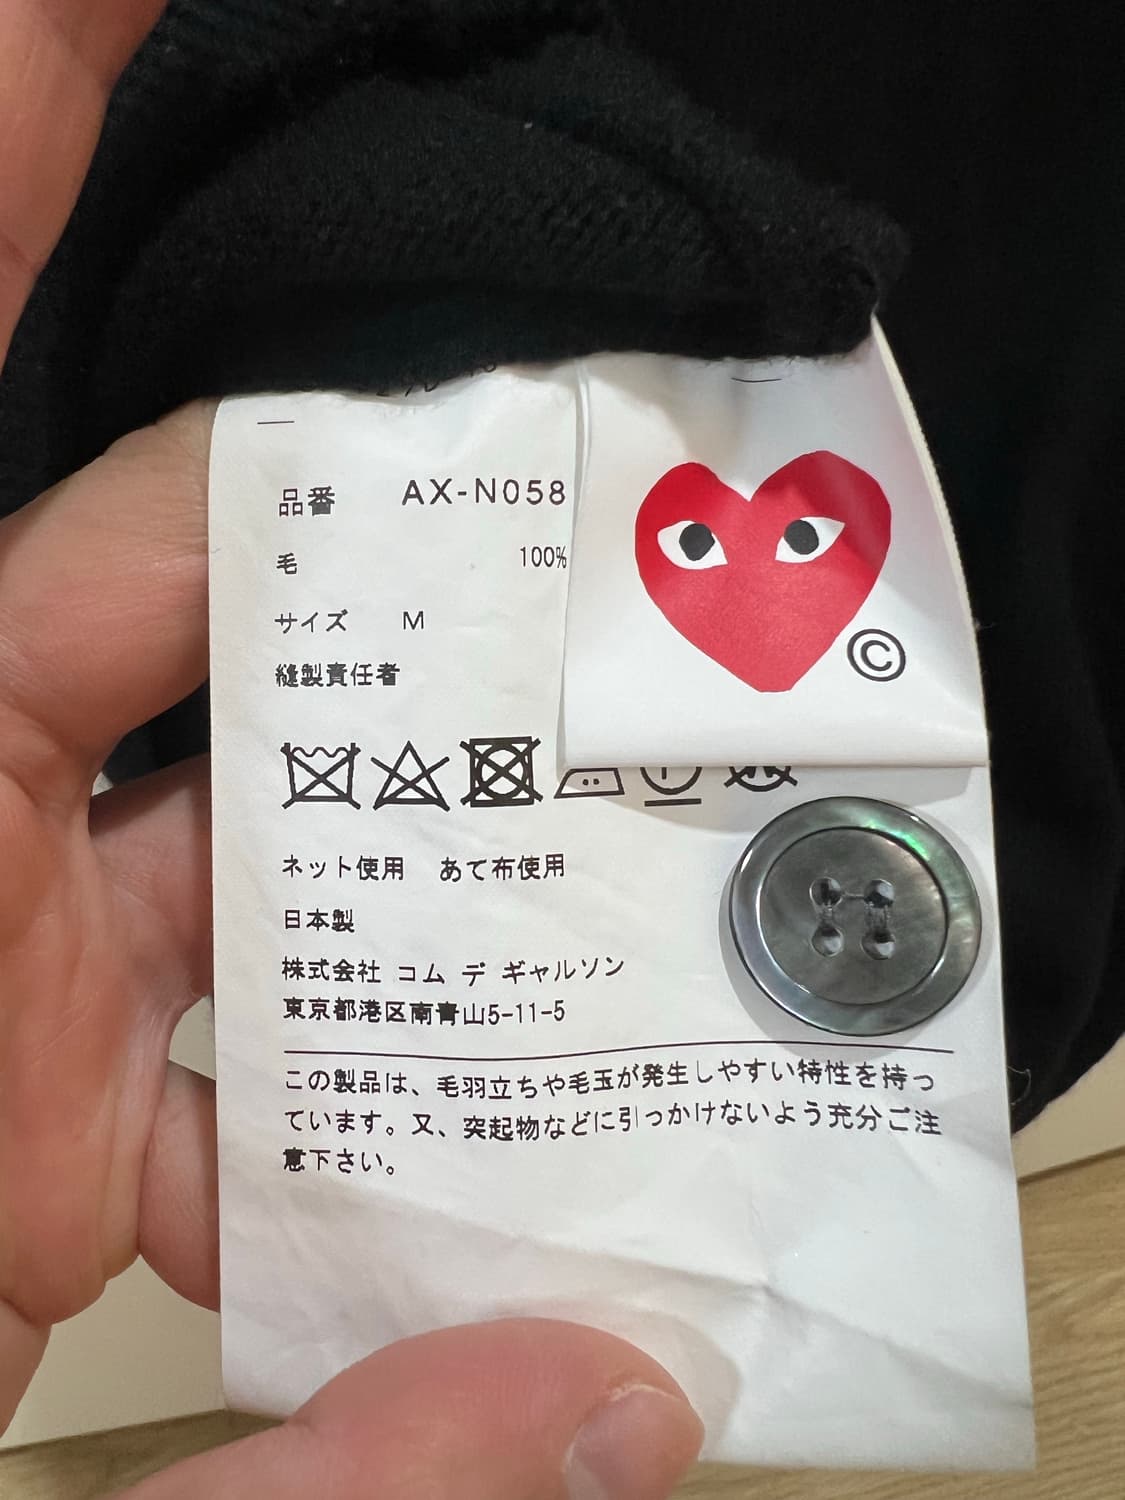 品番 AX-N058
毛 100%
サイズ M
縫製責任者
©
ネット使用 あて布使用
日本製
株式会社 コム デ ギャルソン
東京都港区南青山5-11-5
この製品は、毛羽立ちや毛玉が発生しやすい特性を持っ
ています。又、突起物などに引っかけないよう充分ご注
意下さい。